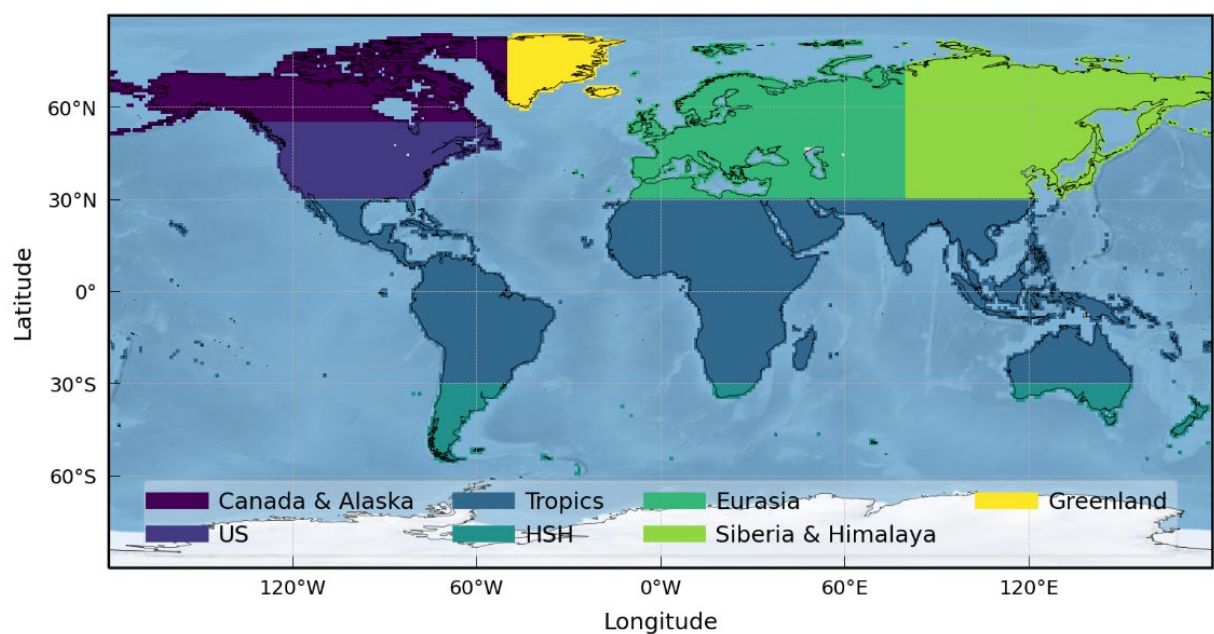 60°N
30°N
0°
30°S
60°S
Latitude
Canada & Alaska
US
Tropics
HSH
Eurasia
Siberia & Himalaya
Greenland
120°W
60°W
0°W
60°E
120°E
Longitude